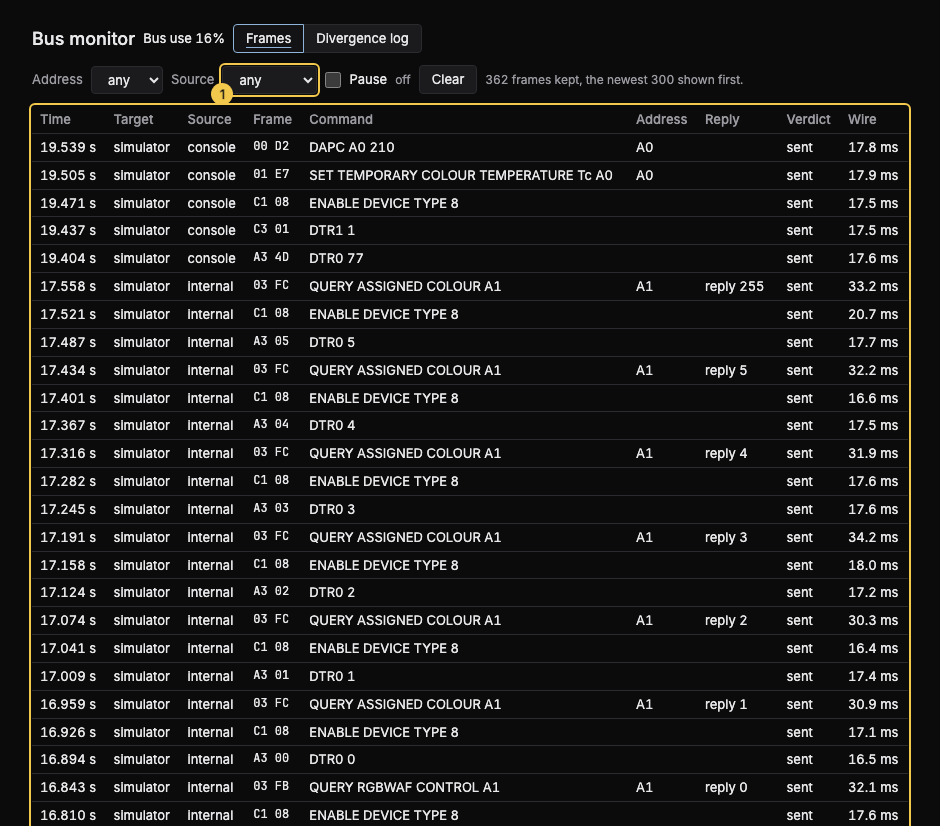 Bus monitor Bus use 16% Frames Divergence log
Address any Source any Pause off Clear 362 frames kept, the newest 300 shown first.
1
Time Target Source Frame Command Address Reply Verdict Wire
19.539 s simulator console 00 D2 DAPC A0 210 A0 sent 17.8 ms
19.505 s simulator console 01 E7 SET TEMPORARY COLOUR TEMPERATURE Tc A0 A0 sent 17.9 ms
19.471 s simulator console C1 08 ENABLE DEVICE TYPE 8 sent 17.5 ms
19.437 s simulator console C3 01 DTR1 1 sent 17.5 ms
19.404 s simulator console A3 4D DTR0 77 sent 17.6 ms
17.558 s simulator internal 03 FC QUERY ASSIGNED COLOUR A1 A1 reply 255 sent 33.2 ms
17.521 s simulator internal C1 08 ENABLE DEVICE TYPE 8 sent 20.7 ms
17.487 s simulator internal A3 05 DTR0 5 sent 17.7 ms
17.434 s simulator internal 03 FC QUERY ASSIGNED COLOUR A1 A1 reply 5 sent 32.2 ms
17.401 s simulator internal C1 08 ENABLE DEVICE TYPE 8 sent 16.6 ms
17.367 s simulator internal A3 04 DTR0 4 sent 17.5 ms
17.316 s simulator internal 03 FC QUERY ASSIGNED COLOUR A1 A1 reply 4 sent 31.9 ms
17.282 s simulator internal C1 08 ENABLE DEVICE TYPE 8 sent 17.6 ms
17.245 s simulator internal A3 03 DTR0 3 sent 17.6 ms
17.191 s simulator internal 03 FC QUERY ASSIGNED COLOUR A1 A1 reply 3 sent 34.2 ms
17.158 s simulator internal C1 08 ENABLE DEVICE TYPE 8 sent 18.0 ms
17.124 s simulator internal A3 02 DTR0 2 sent 17.2 ms
17.074 s simulator internal 03 FC QUERY ASSIGNED COLOUR A1 A1 reply 2 sent 30.3 ms
17.041 s simulator internal C1 08 ENABLE DEVICE TYPE 8 sent 16.4 ms
17.009 s simulator internal A3 01 DTR0 1 sent 17.4 ms
16.959 s simulator internal 03 FC QUERY ASSIGNED COLOUR A1 A1 reply 1 sent 30.9 ms
16.926 s simulator internal C1 08 ENABLE DEVICE TYPE 8 sent 17.1 ms
16.894 s simulator internal A3 00 DTR0 0 sent 16.5 ms
16.843 s simulator internal 03 FB QUERY RGBWAF CONTROL A1 A1 reply 0 sent 32.1 ms
16.810 s simulator internal C1 08 ENABLE DEVICE TYPE 8 sent 17.6 ms